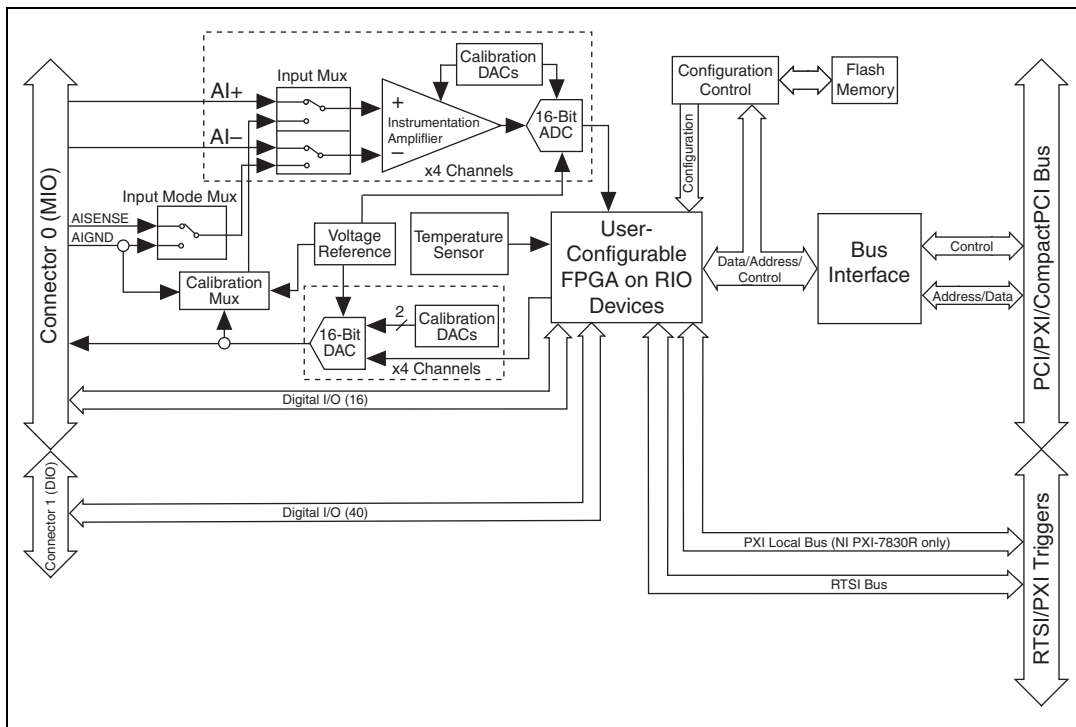 Connector 0 (MIO)
Connector 1 (DIO)
AI+
AI–
Input Mux
+
Instrumentation
Ampliflier
–
Calibration
DACs
16-Bit
ADC
x4 Channels
Input Mode Mux
AISENSE
AIGND
Calibration
Mux
Voltage
Reference
Temperature
Sensor
16-Bit
DAC
2
Calibration
DACs
x4 Channels
Digital I/O (16)
Digital I/O (40)
Configuration
Control
Flash
Memory
Configuration
User-
Configurable
FPGA on RIO
Devices
Data/Address/
Control
Bus
Interface
Control
Address/Data
PXI Local Bus (NI PXI-7830R only)
RTSI Bus
PCI/PXI/CompactPCI Bus
RTSI/PXI Triggers